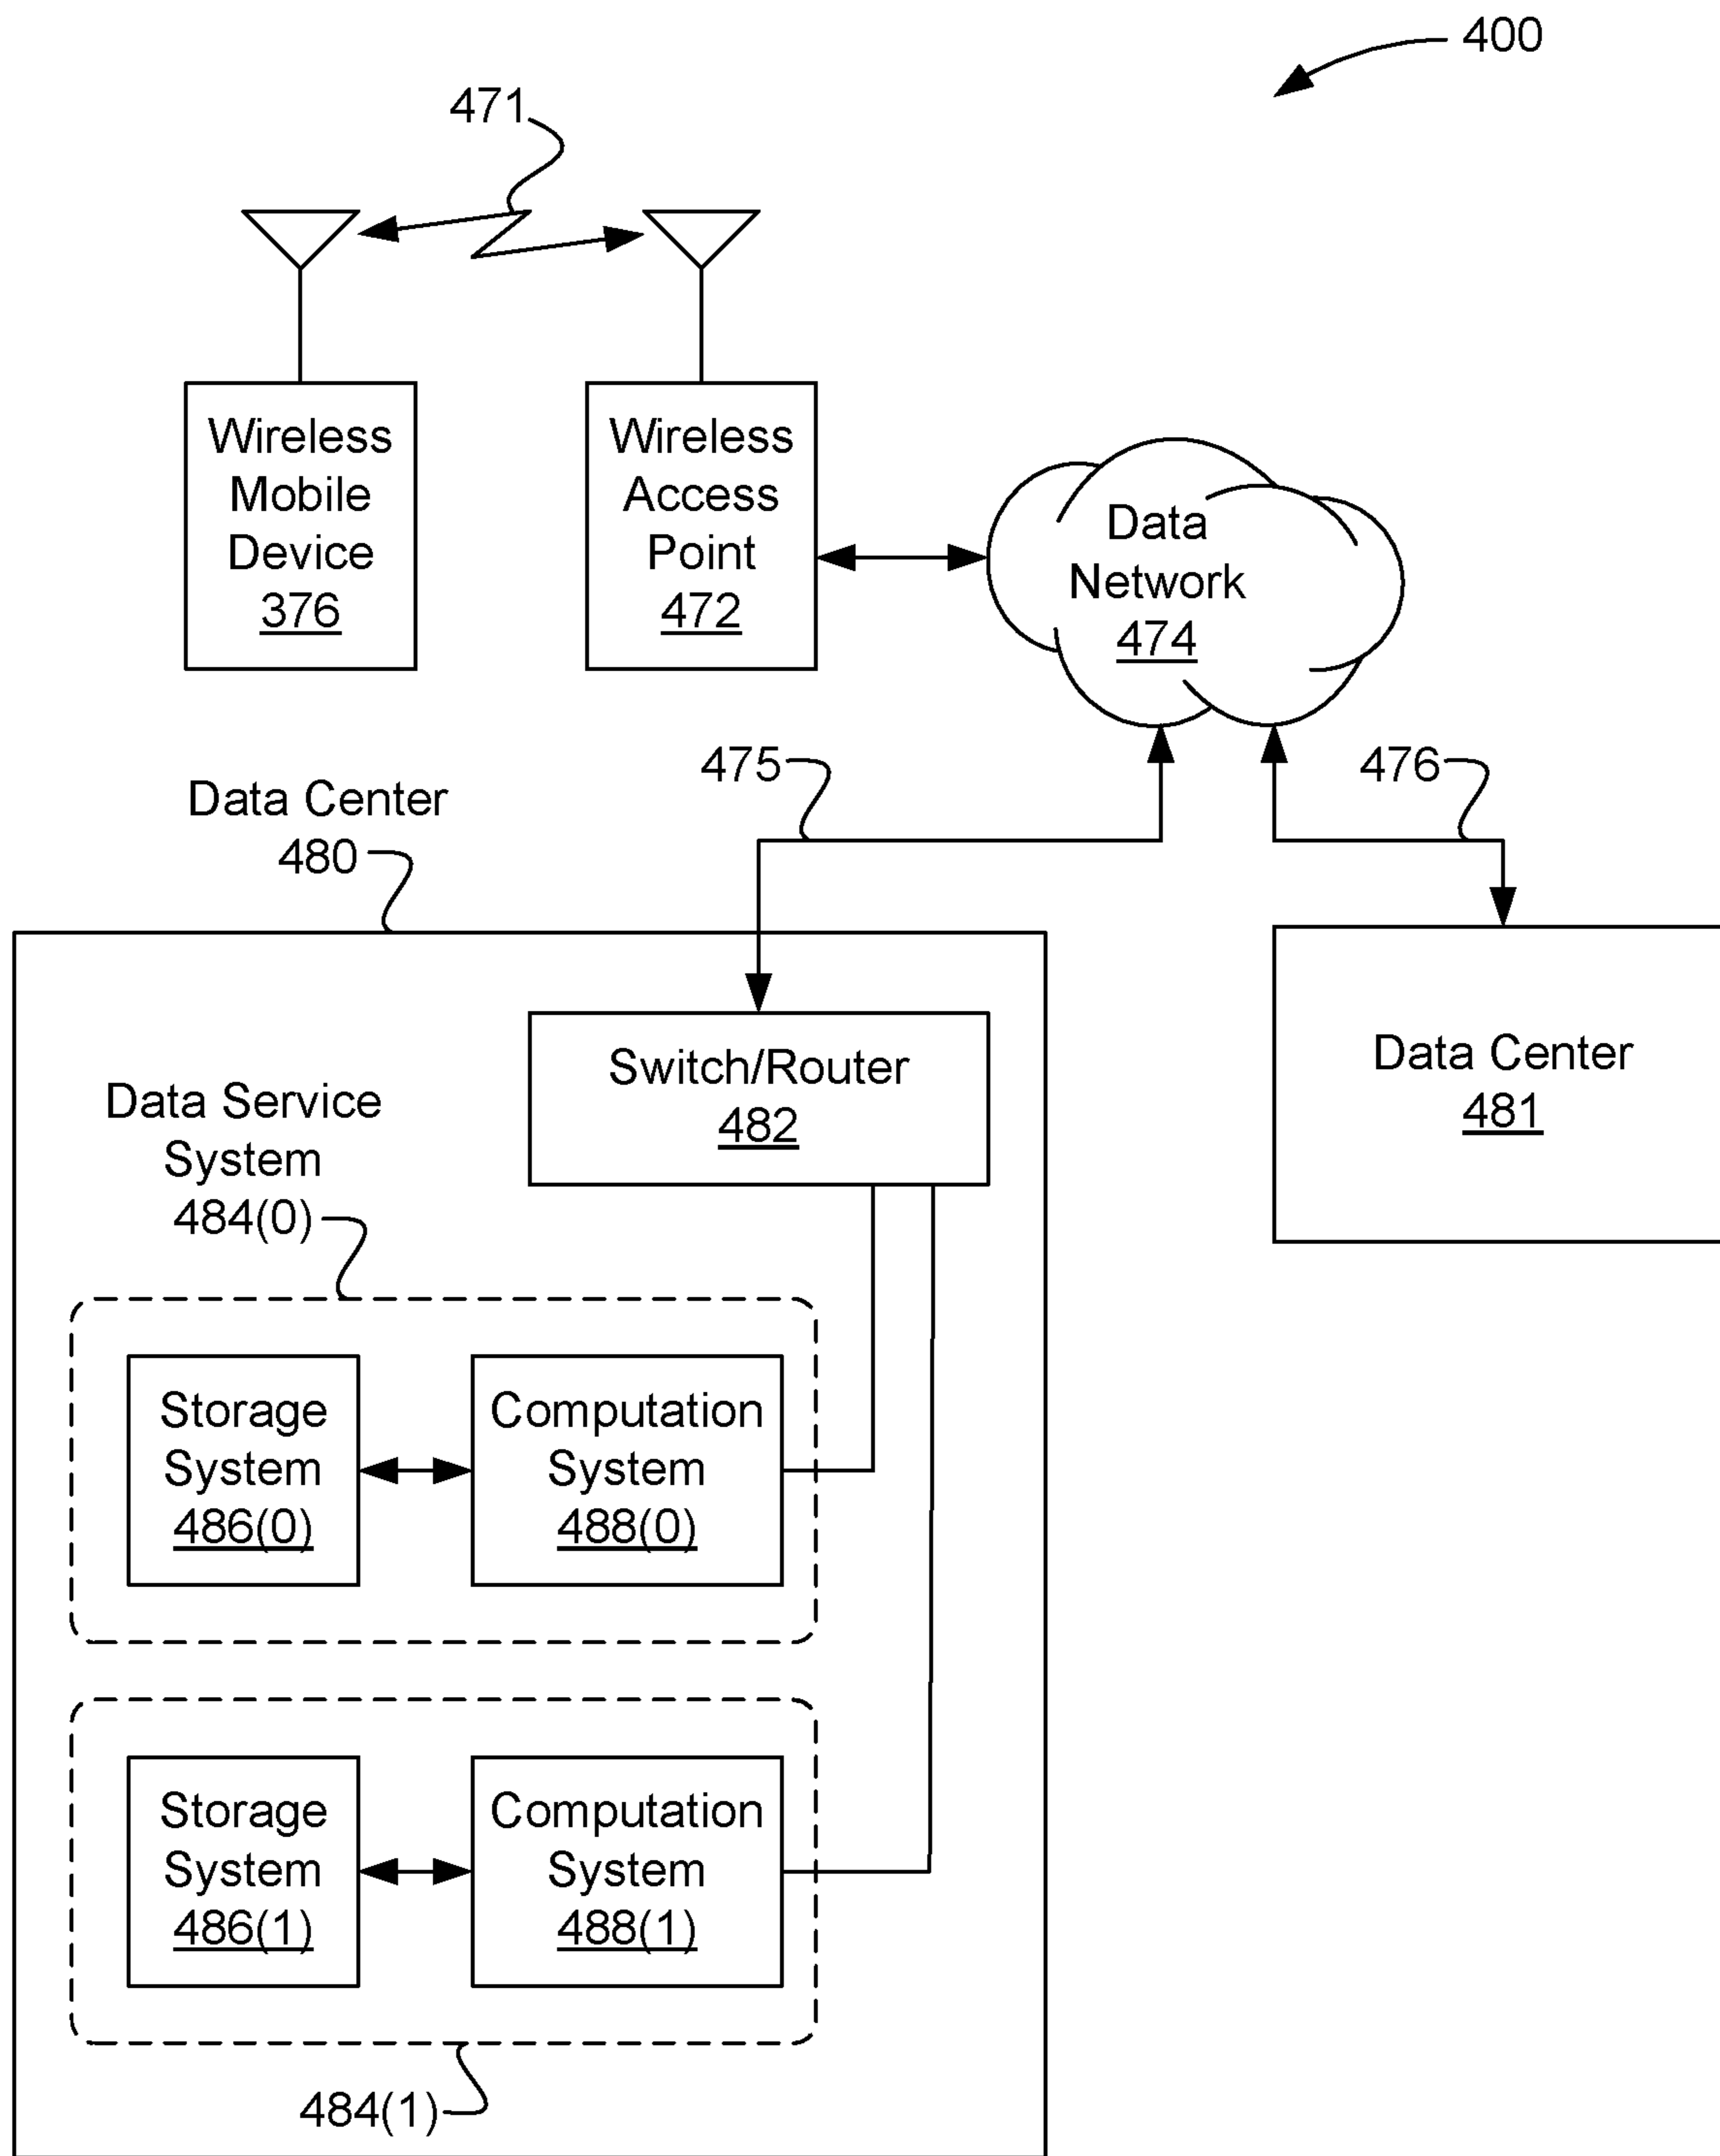 400
471
Wireless
Mobile
Device
376
Wireless
Access
Point
472
Data
Network
474
475
476
Data Center
480
Switch/Router
482
Data Center
481
Data Service
System
484(0)
Storage
System
486(0)
Computation
System
488(0)
Storage
System
486(1)
Computation
System
488(1)
484(1)